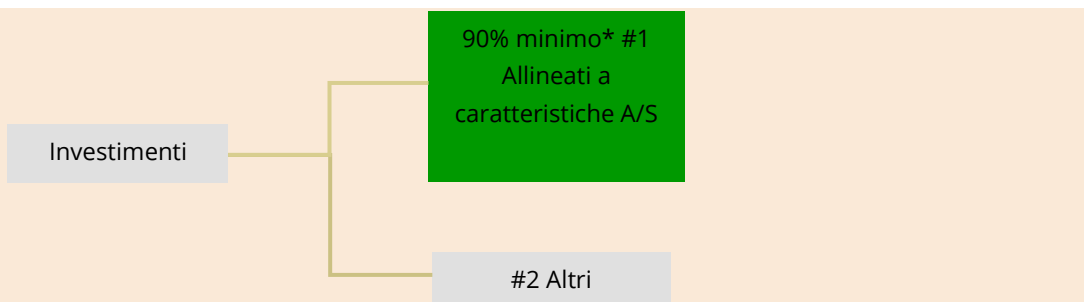 90% minimo* #1
Allineati a
caratteristiche A/S
Investimenti
#2 Altri